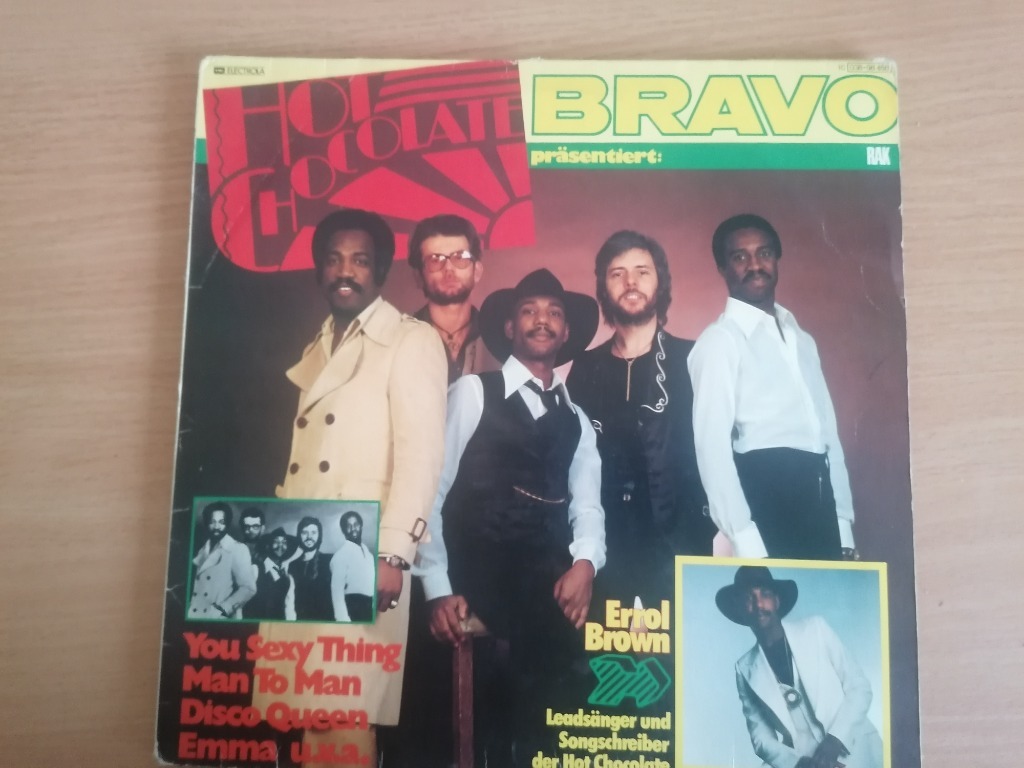 EMI ELECTROLA
HOT
CHOCOLATE
BRAVO
präsentiert:
RAK
You Sexy Thing
Man To Man
Disco Queen
Emma u.v.a.
Errol
Brown
Leadsänger und
Songschreiber
der Hot Chocolate